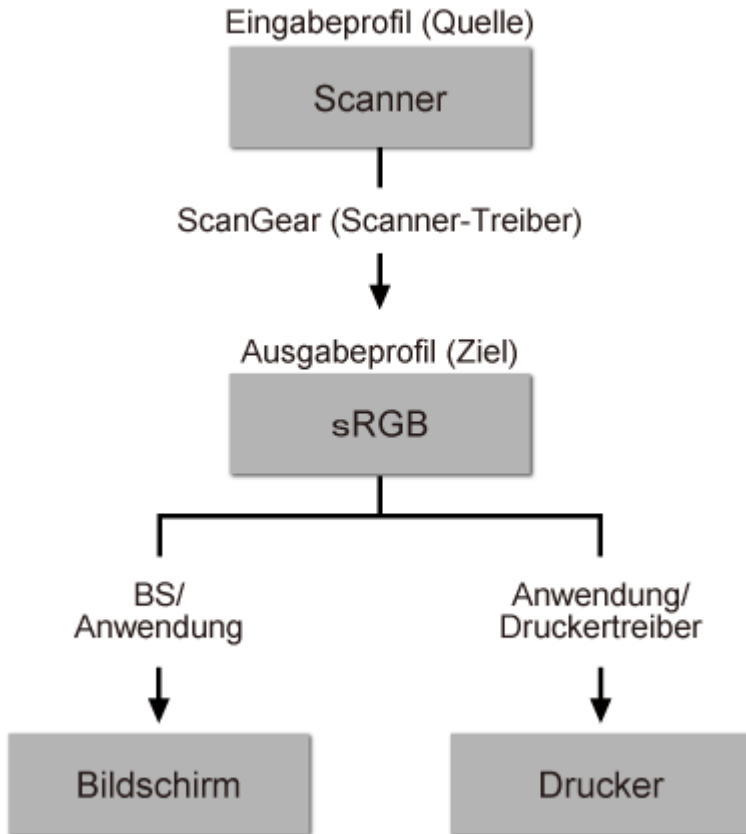 Eingabeprofil (Quelle)
Scanner
ScanGear (Scanner-Treiber)
Ausgabeprofil (Ziel)
sRGB
BS/
Anwendung
Anwendung/
Druckertreiber
Bildschirm
Drucker